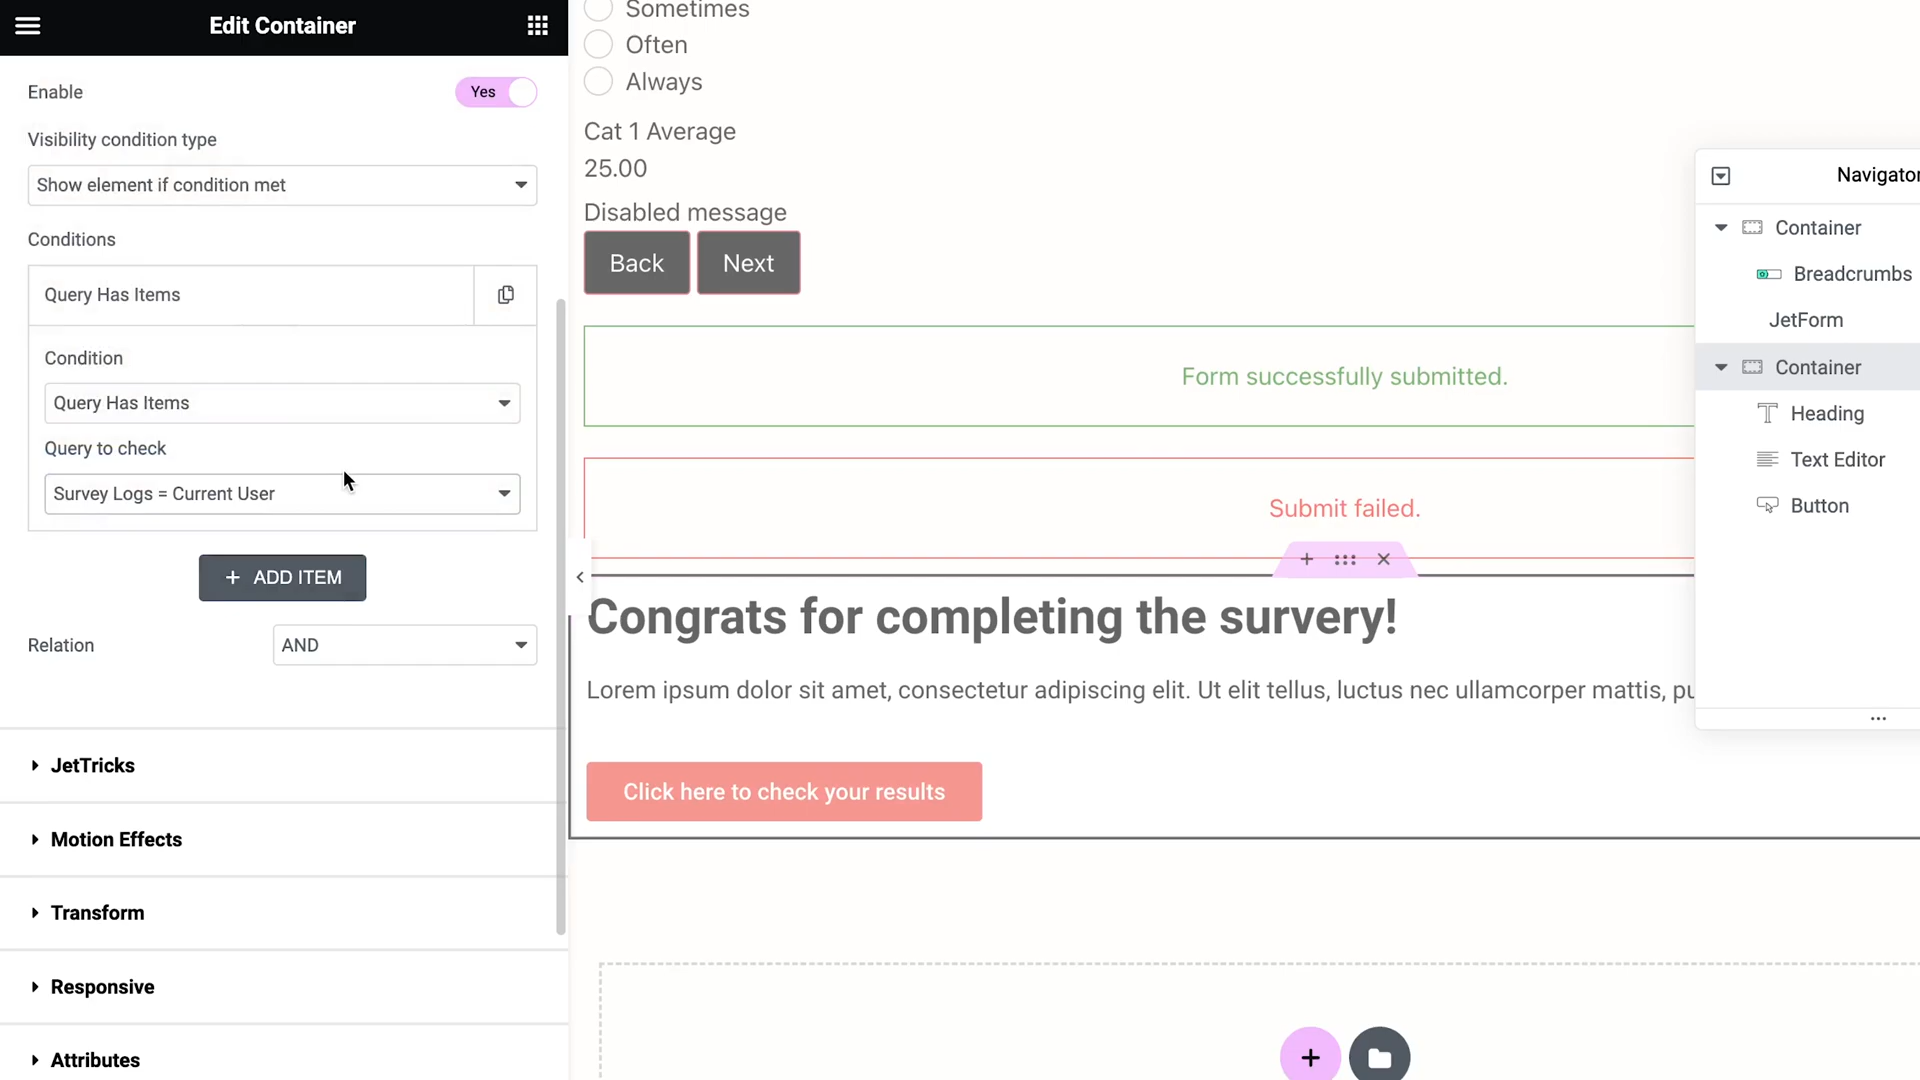 Edit Container
Enable
Yes
Visibility condition type
Show element if condition met
Conditions
Query Has Items
Condition
Query Has Items
Query to check
Survey Logs = Current User
+ ADD ITEM
Relation
AND
JetTricks
Motion Effects
Transform
Responsive
Attributes
Sometimes
Often
Always
Cat 1 Average
25.00
Disabled message
Back
Next
Form successfully submitted.
Submit failed.
Congrats for completing the survery!
Lorem ipsum dolor sit amet, consectetur adipiscing elit. Ut elit tellus, luctus nec ullamcorper mattis, pu
Click here to check your results
Navigator
Container
Breadcrumbs
JetForm
Container
Heading
Text Editor
Button